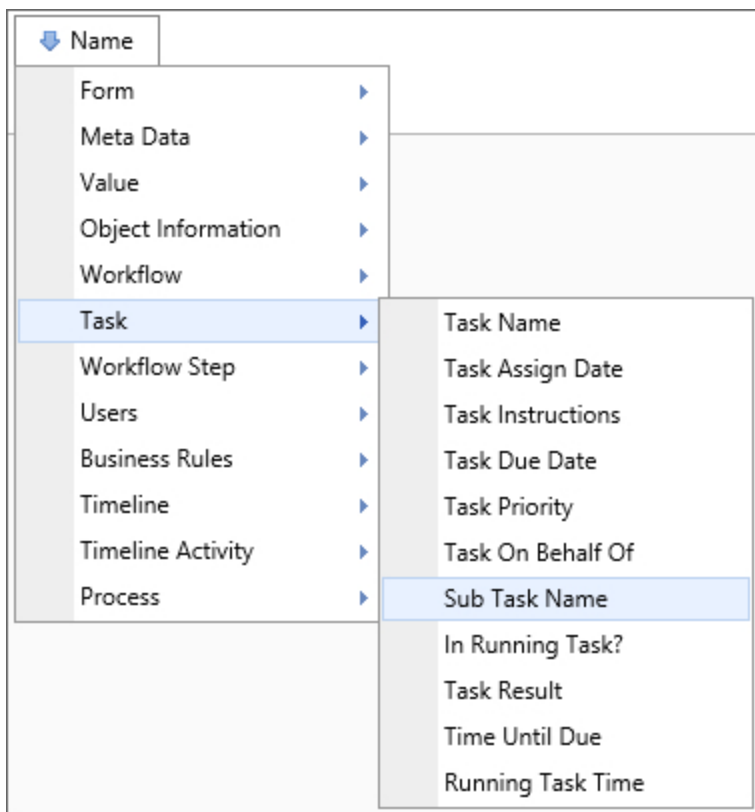 Name
Form
Meta Data
Value
Object Information
Workflow
Task
Workflow Step
Users
Business Rules
Timeline
Timeline Activity
Process
Task Name
Task Assign Date
Task Instructions
Task Due Date
Task Priority
Task On Behalf Of
Sub Task Name
In Running Task?
Task Result
Time Until Due
Running Task Time